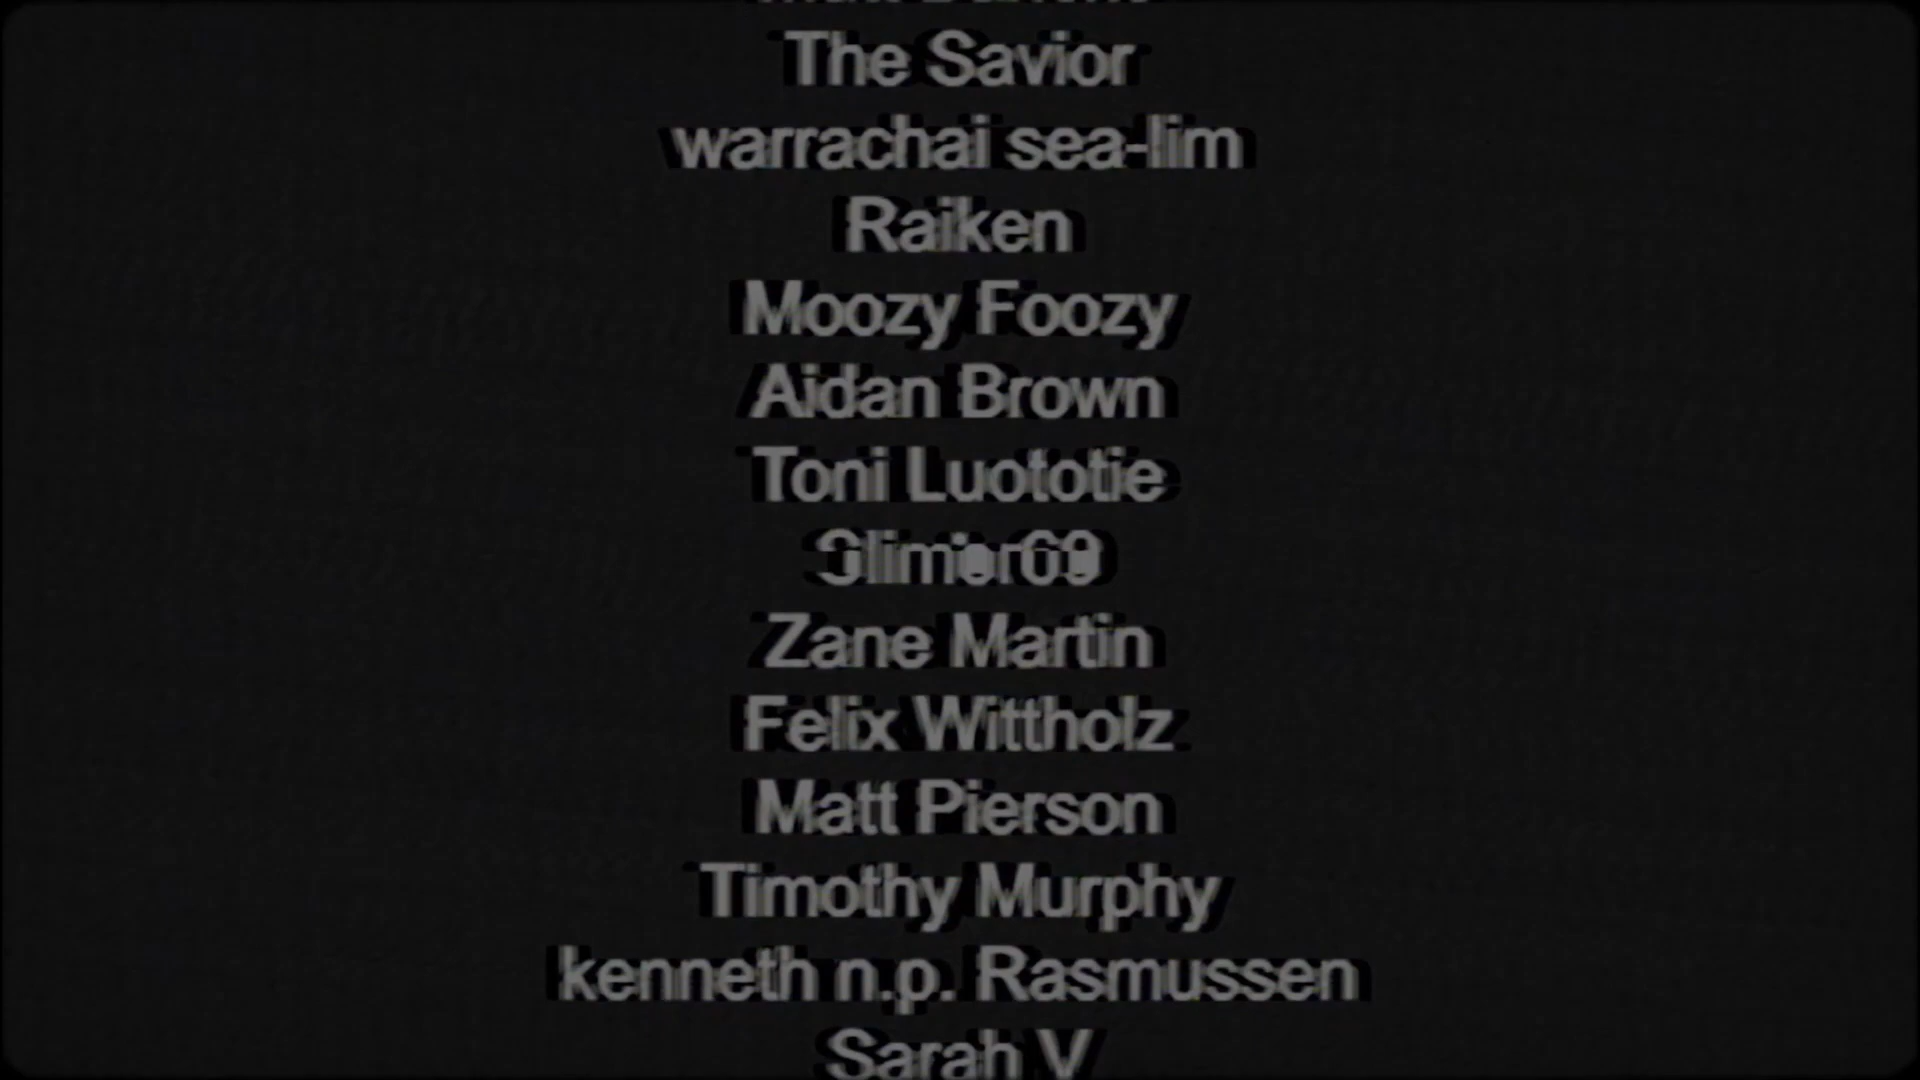 The Savior
warrachai sea-lim
Raiken
Moozy Foozy
Aidan Brown
Toni Luototie
Slimier69
Zane Martin
Felix Wittholz
Matt Pierson
Timothy Murphy
kenneth n.p. Rasmussen
Sarah V